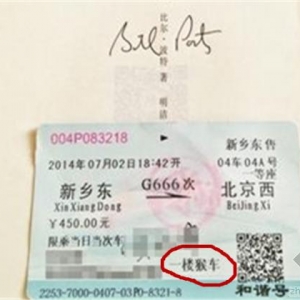 比尔·波特 著 明洁
004P083218
新乡东 售
2014年07月02日18:42开
04车04A号
一等座
新乡东
G666次
北京西
XinXiangDong
BeiJingXi
￥450.00元
限乘当日当次车
一楼猴车
和谐号
2253-7000-0407-03P0-8321-8